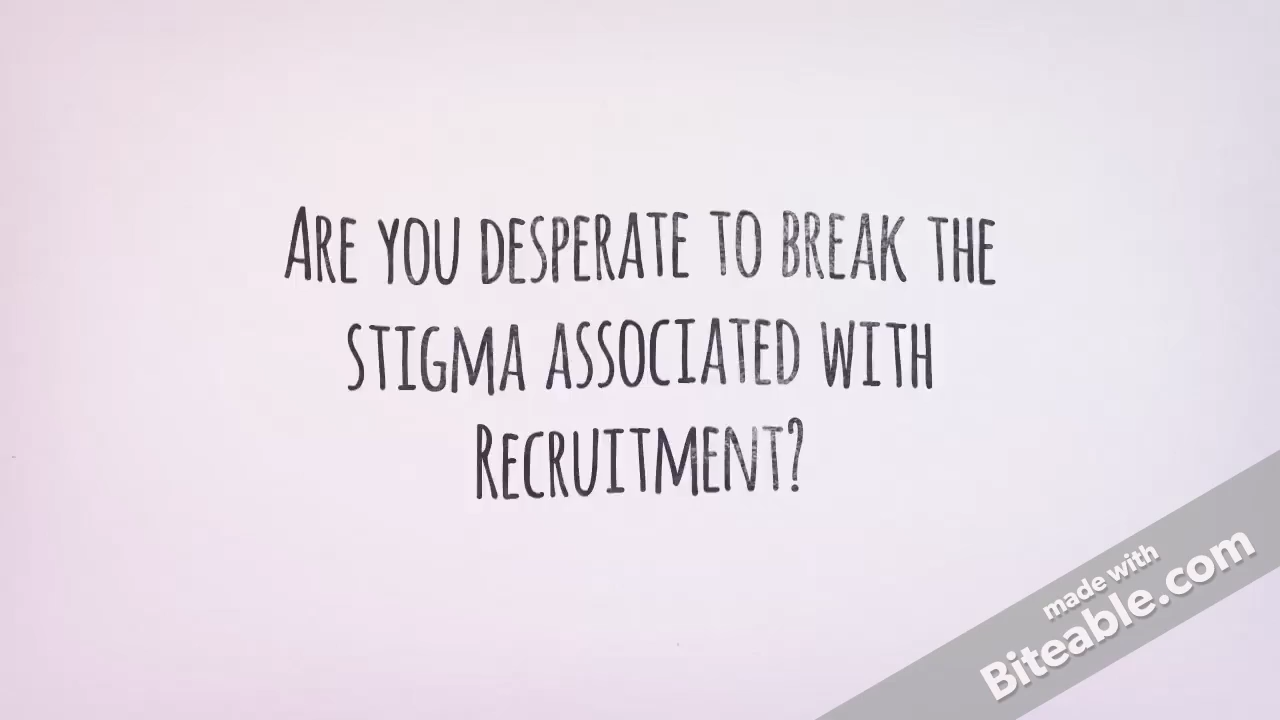 Are you desperate to break the
stigma associated with
Recruitment?
made with
Biteable.com